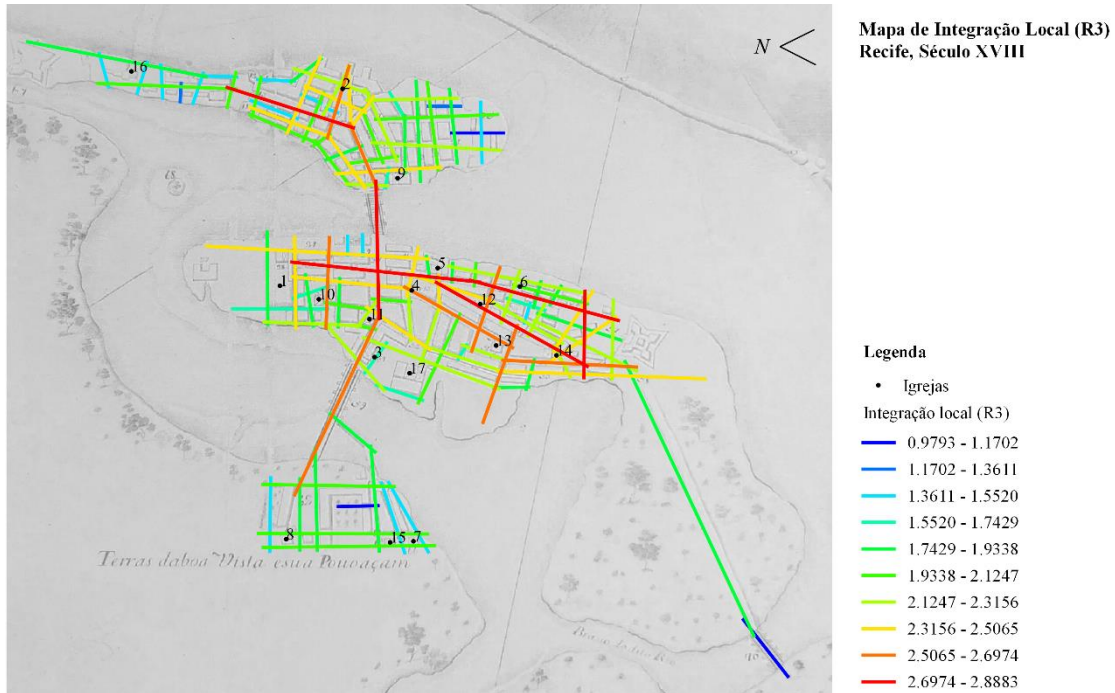 Mapa de Integração Local (R3)
Recife, Século XVIII
N
16
2
9
1
10
11
3
17
4
5
12
6
13
14
8
15
7
Terras daboa Vista esua Pouoaçam
Legenda
Igrejas
Integração local (R3)
0.9793 - 1.1702
1.1702 - 1.3611
1.3611 - 1.5520
1.5520 - 1.7429
1.7429 - 1.9338
1.9338 - 2.1247
2.1247 - 2.3156
2.3156 - 2.5065
2.5065 - 2.6974
2.6974 - 2.8883